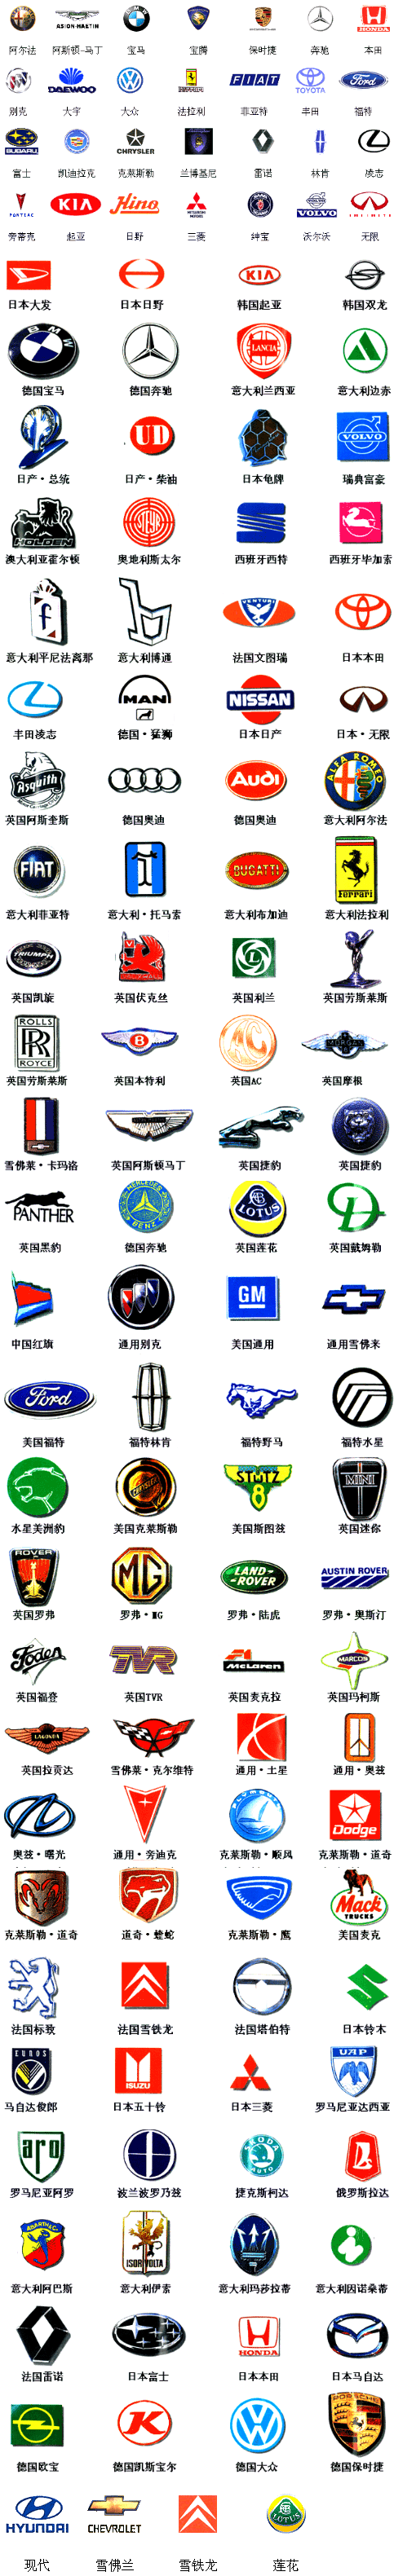 HONDA
阿尔法 阿斯顿-马丁 宝马 宝腾 保时捷 奔驰 本田
DAEWOO FIAT TOYOTA Ford
别克 大宇 大众 法拉利 菲亚特 丰田 福特
SUBARU CHRYSLER
富士 凯迪拉克 克莱斯勒 兰博基尼 雷诺 林肯 凌志
PONTIAC KIA Hino MITSUBISHI MOTORS VOLVO INFINITI
旁蒂克 起亚 日野 三菱 绅宝 沃尔沃 无限
KIA
日本大发 日本日野 韩国起亚 韩国双龙
BMW LANCIA
德国宝马 德国奔驰 意大利兰西亚 意大利边赤
UD VOLVO
日产·总统 日产·柴油 日本龟牌 瑞典富豪
HOLDEN
澳大利亚霍尔顿 奥地利斯太尔 西班牙西特 西班牙毕加索
f VENTURI
意大利平尼法离那 意大利博通 法国文图瑞 日本本田
MAN NISSAN
丰田凌志 德国·猛狮 日本日产 日本·无限
Asquith Audi ALFA ROMEO
英国阿斯奎斯 德国奥迪 德国奥迪 意大利阿尔法
FIAT BUGATTI Ferrari
意大利菲亚特 意大利·托马索 意大利布加迪 意大利法拉利
TRIUMPH L
英国凯旋 英国伏克丝 英国利兰 英国劳斯莱斯
ROLLS RR ROYCE B AC MORGAN
英国劳斯莱斯 英国本特利 英国AC 英国摩根
雪佛莱·卡玛洛 英国阿斯顿马丁 英国捷豹 英国捷豹
PANTHER MERCEDES BENZ LOTUS
英国黑豹 德国奔驰 英国莲花 英国戴姆勒
GM
中国红旗 通用别克 美国通用 通用雪佛来
Ford
美国福特 福特林肯 福特野马 福特水星
STUTZ 8 MINI
水星美洲豹 美国克莱斯勒 美国斯图兹 英国迷你
ROVER MG LAND-ROVER AUSTIN ROVER
英国罗弗 罗弗·MG 罗弗·陆虎 罗弗·奥斯汀
Foden TVR McLaren MARCOS
英国福登 英国TVR 英国麦克拉 英国玛柯斯
LAGONDA
英国拉贡达 雪佛莱·克尔维特 通用·土星 通用·奥兹
Dodge
奥兹·曙光 通用·旁迪克 克莱斯勒·顺风 克莱斯勒·道奇
Mack TRUCKS
克莱斯勒·道奇 道奇·蝰蛇 克莱斯勒·鹰 美国麦克
法国标致 法国雪铁龙 法国塔伯特 日本铃木
EUNOS ISUZU UAP
马自达俊郎 日本五十铃 日本三菱 罗马尼亚达西亚
aro SKODA AUTO
罗马尼亚阿罗 波兰波罗乃兹 捷克斯柯达 俄罗斯拉达
ABARTH&C ISORIVOLTA
意大利阿巴斯 意大利伊索 意大利玛莎拉蒂 意大利因诺桑蒂
HONDA
法国雷诺 日本富士 日本本田 日本马自达
K PORSCHE
德国欧宝 德国凯斯宝尔 德国大众 德国保时捷
HYUNDAI CHEVROLET LOTUS
现代 雪佛兰 雪铁龙 莲花